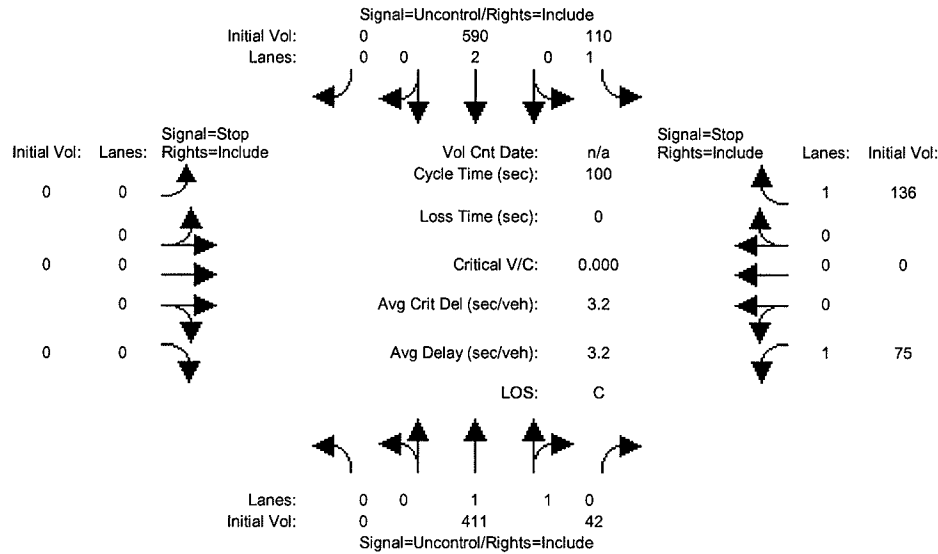 Signal=Uncontrol/Rights=Include
Initial Vol: 0 590 110
Lanes: 0 0 2 0 1
Signal=Stop
Initial Vol: Lanes: Rights=Include
Vol Cnt Date: n/a
Signal=Stop
Rights=Include Lanes: Initial Vol:
Cycle Time (sec): 100
0 0
1 136
Loss Time (sec): 0
0
0
0 0
Critical V/C: 0.000
0 0
0
Avg Crit Del (sec/veh): 3.2
0
0 0
Avg Delay (sec/veh): 3.2
1 75
LOS: C
Lanes: 0 0 1 1 0
Initial Vol: 0 411 42
Signal=Uncontrol/Rights=Include